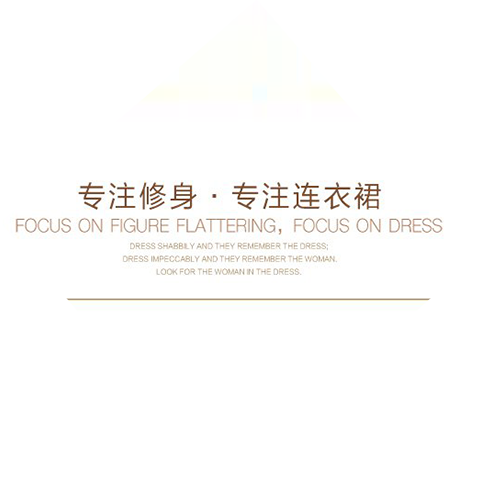 专注修身·专注连衣裙
FOCUS ON FIGURE FLATTERING, FOCUS ON DRESS
DRESS SHABBILY AND THEY REMEMBER THE DRESS;
DRESS IMPECCABLY AND THEY REMEMBER THE WOMAN.
LOOK FOR THE WOMAN IN THE DRESS.